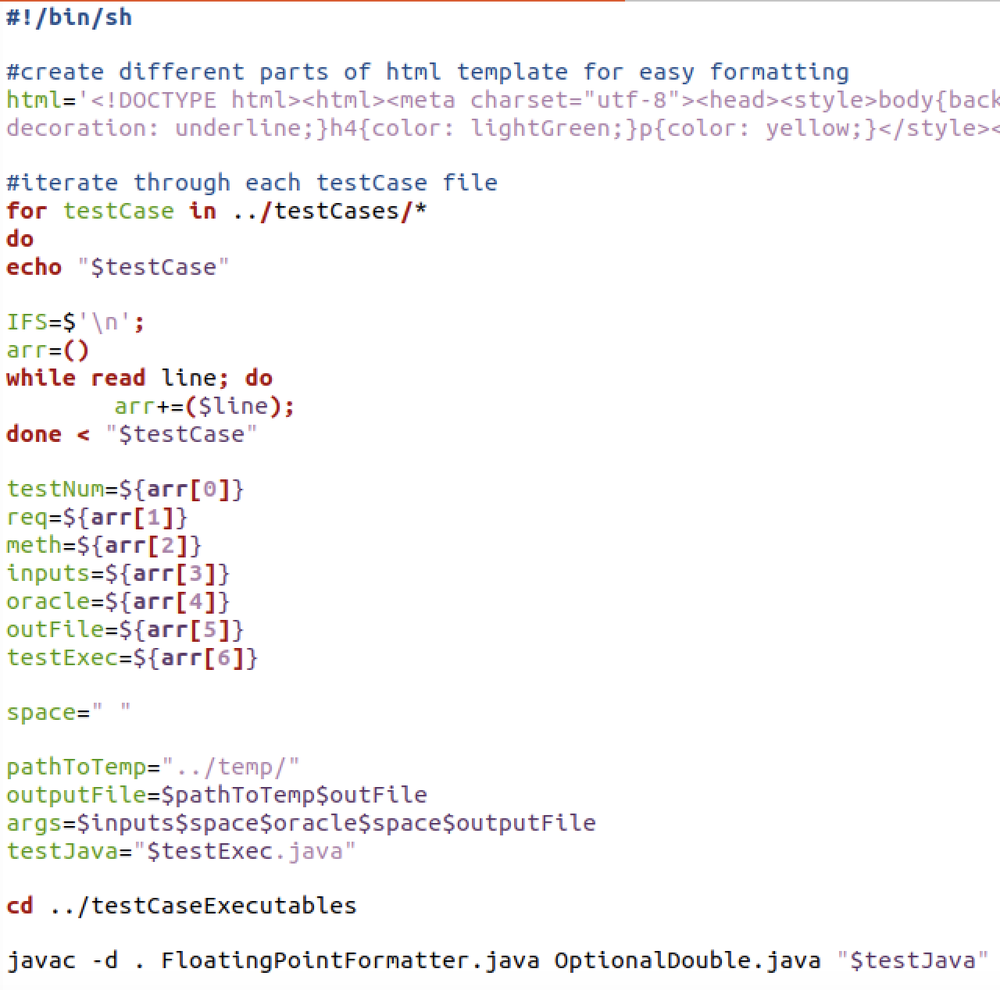 #!/bin/sh
#create different parts of html template for easy formatting
html='<!DOCTYPE html><html><meta charset="utf-8"><head><style>body{back
decoration: underline;}h4{color: lightGreen;}p{color: yellow;}</style><
#iterate through each testCase file
for testCase in ../testCases/*
do
echo "$testCase"
IFS=$'\n';
arr=()
while read line; do
arr+=($line);
done < "$testCase"
testNum=${arr[0]}
req=${arr[1]}
meth=${arr[2]}
inputs=${arr[3]}
oracle=${arr[4]}
outFile=${arr[5]}
testExec=${arr[6]}
space=" "
pathToTemp="../temp/"
outputFile=$pathToTemp$outFile
args=$inputs$space$oracle$space$outputFile
testJava="$testExec.java"
cd ../testCaseExecutables
javac -d . FloatingPointFormatter.java OptionalDouble.java "$testJava"